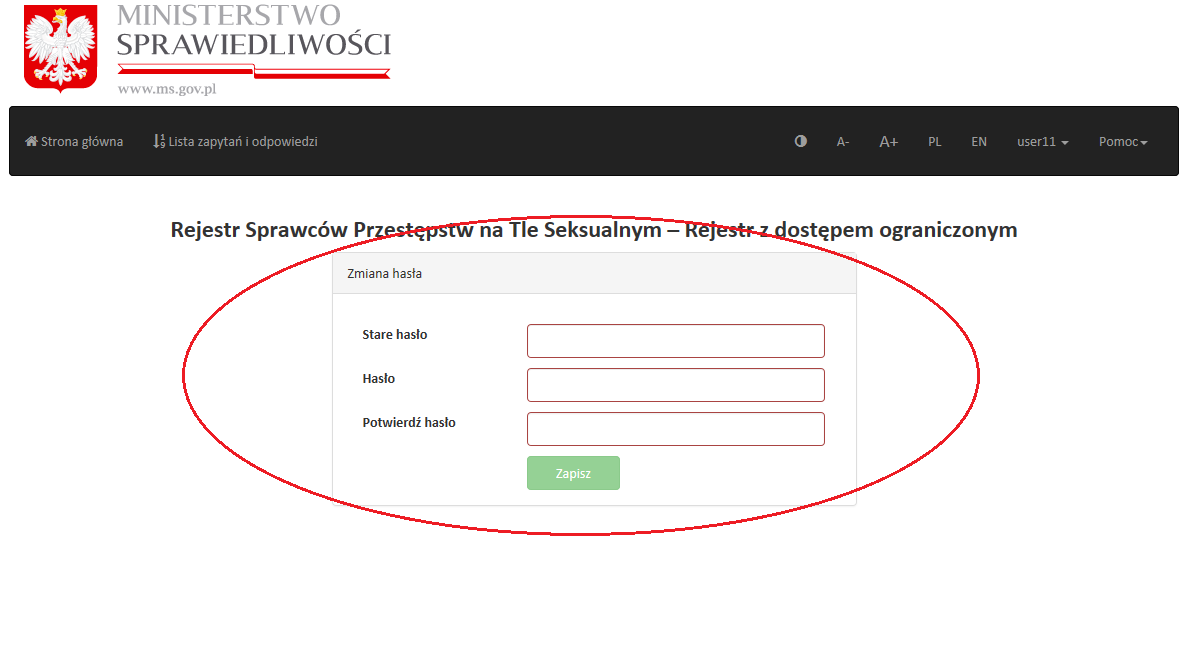 MINISTERSTWO
SPRAWIEDLIWOŚCI
www.ms.gov.pl
Strona główna Lista zapytań i odpowiedzi A- A+ PL EN user11 Pomoc
Rejestr Sprawców Przestępstw na Tle Seksualnym – Rejestr z dostępem ograniczonym
Zmiana hasła
Stare hasło
Hasło
Potwierdź hasło
Zapisz